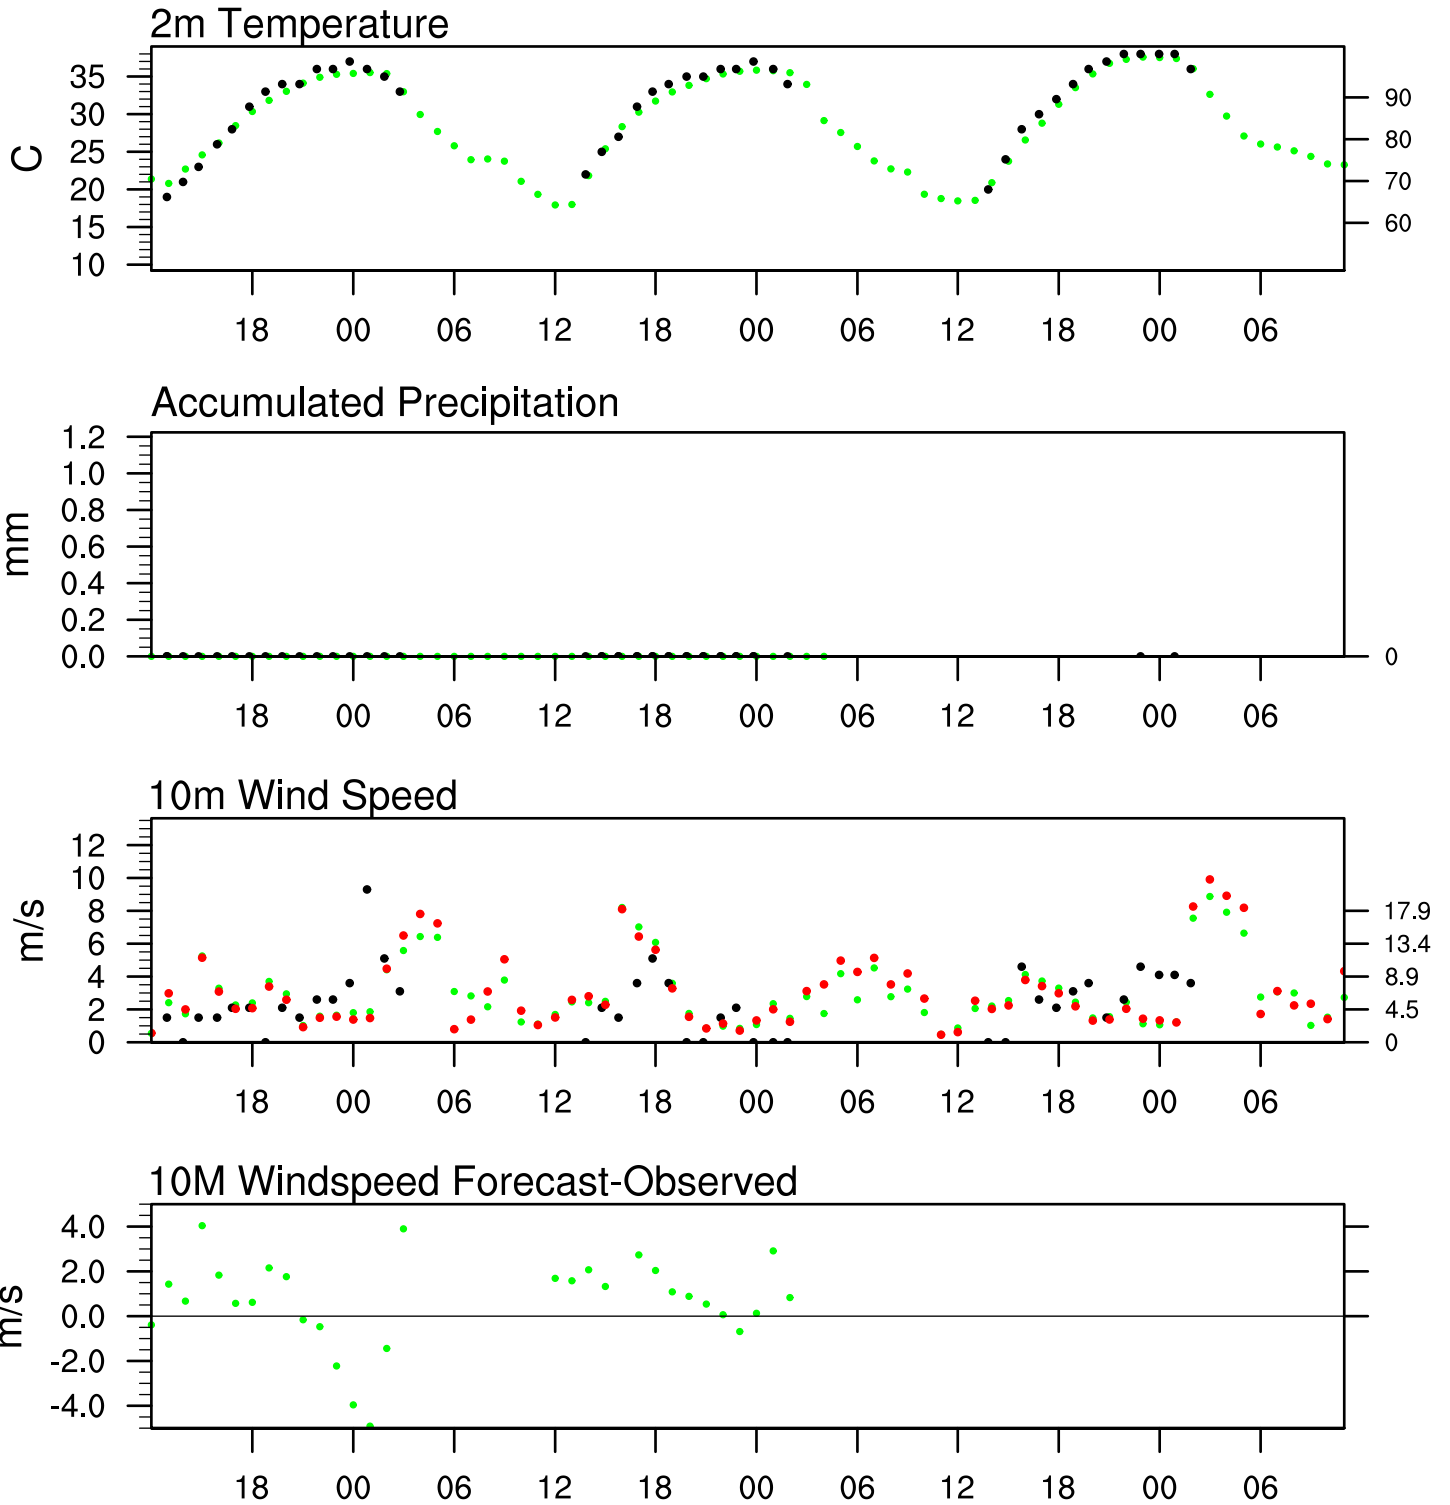 2m Temperature
C
35
30
25
20
15
10
90
80
70
60
18 00 06 12 18 00 06 12 18 00 06
Accumulated Precipitation
mm
1.2
1.0
0.8
0.6
0.4
0.2
0.0
0
18 00 06 12 18 00 06 12 18 00 06
10m Wind Speed
m/s
12
10
8
6
4
2
0
17.9
13.4
8.9
4.5
0
18 00 06 12 18 00 06 12 18 00 06
10M Windspeed Forecast-Observed
m/s
4.0
2.0
0.0
-2.0
-4.0
18 00 06 12 18 00 06 12 18 00 06